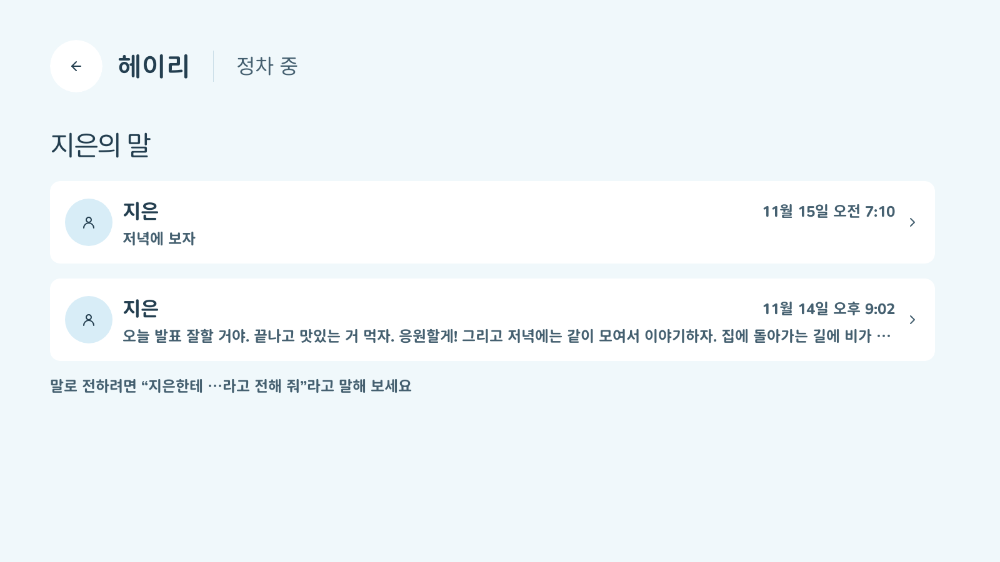 헤이리
정차 중
지은의 말
지은
11월 15일 오전 7:10
저녁에 보자
지은
11월 14일 오후 9:02
오늘 발표 잘할 거야. 끝나고 맛있는 거 먹자. 응원할게! 그리고 저녁에는 같이 모여서 이야기하자. 집에 돌아가는 길에 비가 …
말로 전하려면 “지은한테 …라고 전해 줘”라고 말해 보세요